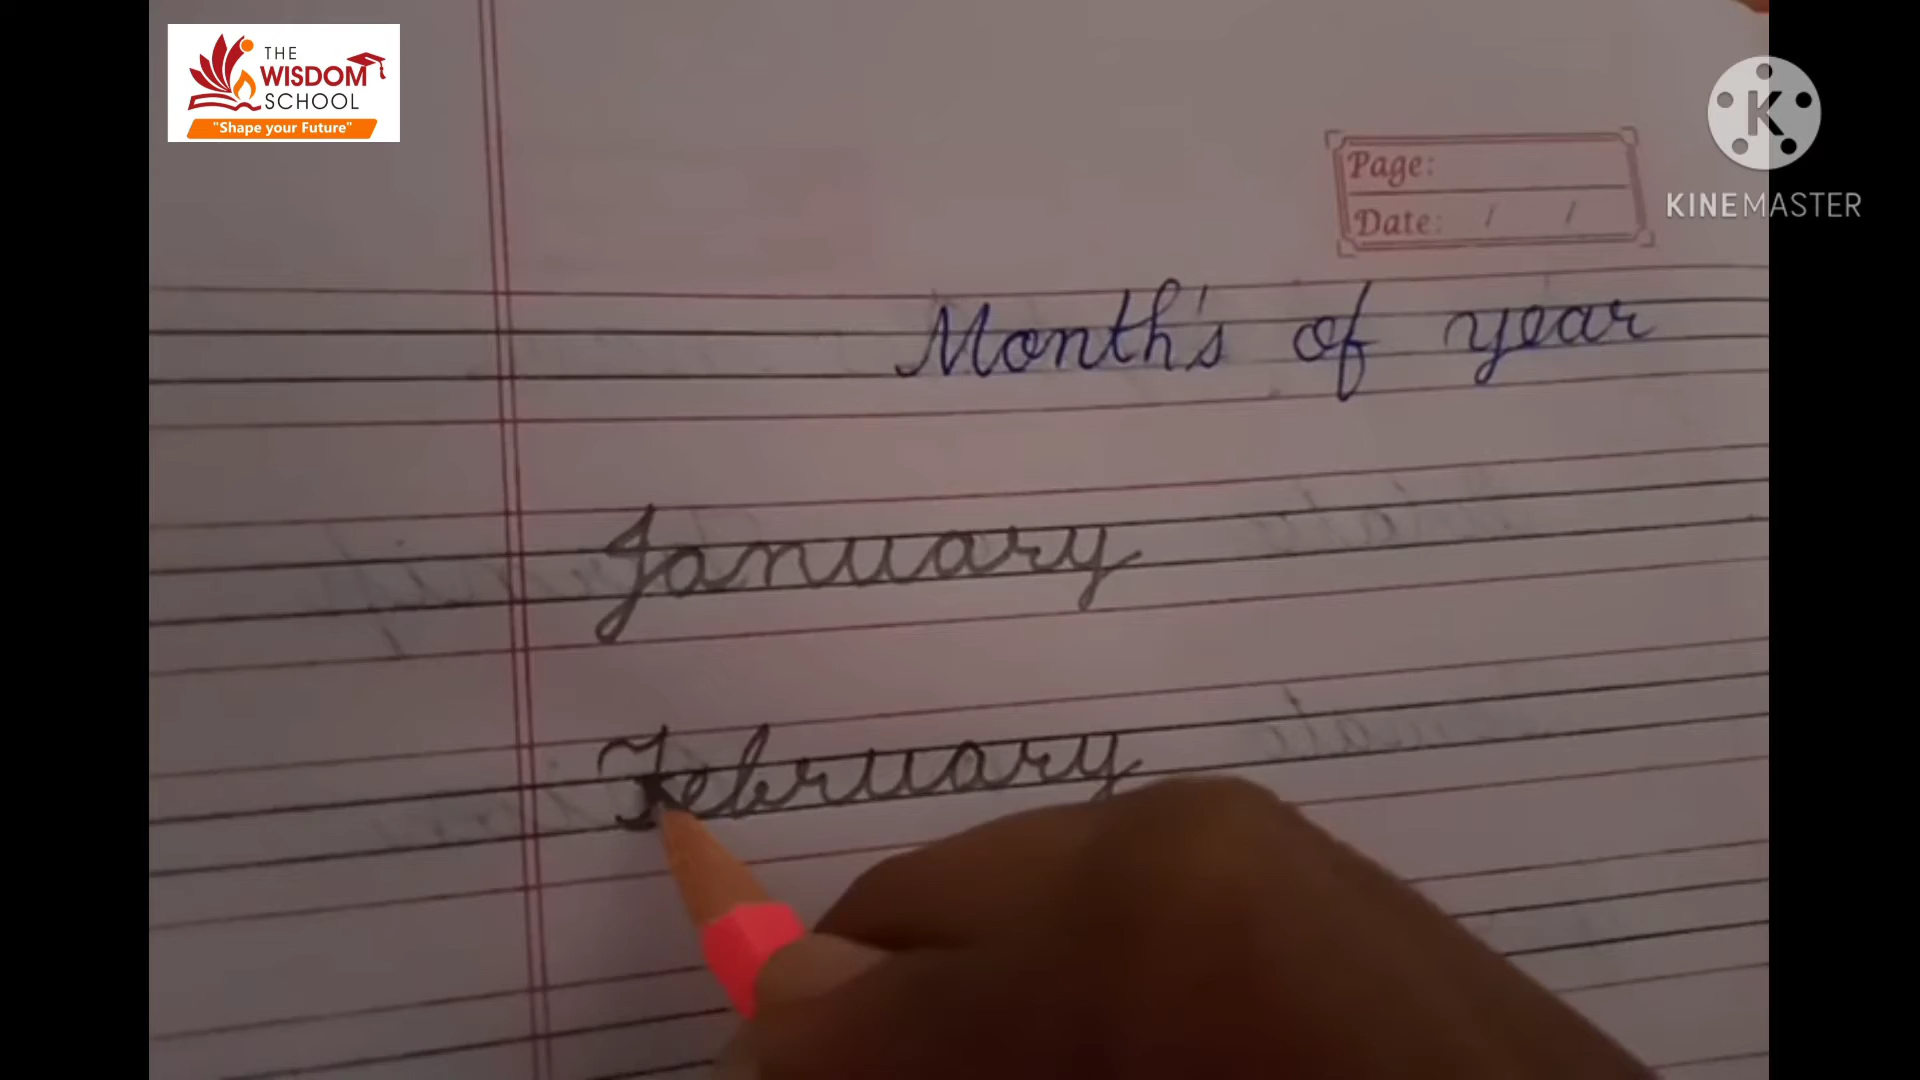 THE
WISDOM
SCHOOL
"Shape your Future"
K
KINEMASTER
Page:
Date: / /
Month's of year
January
February